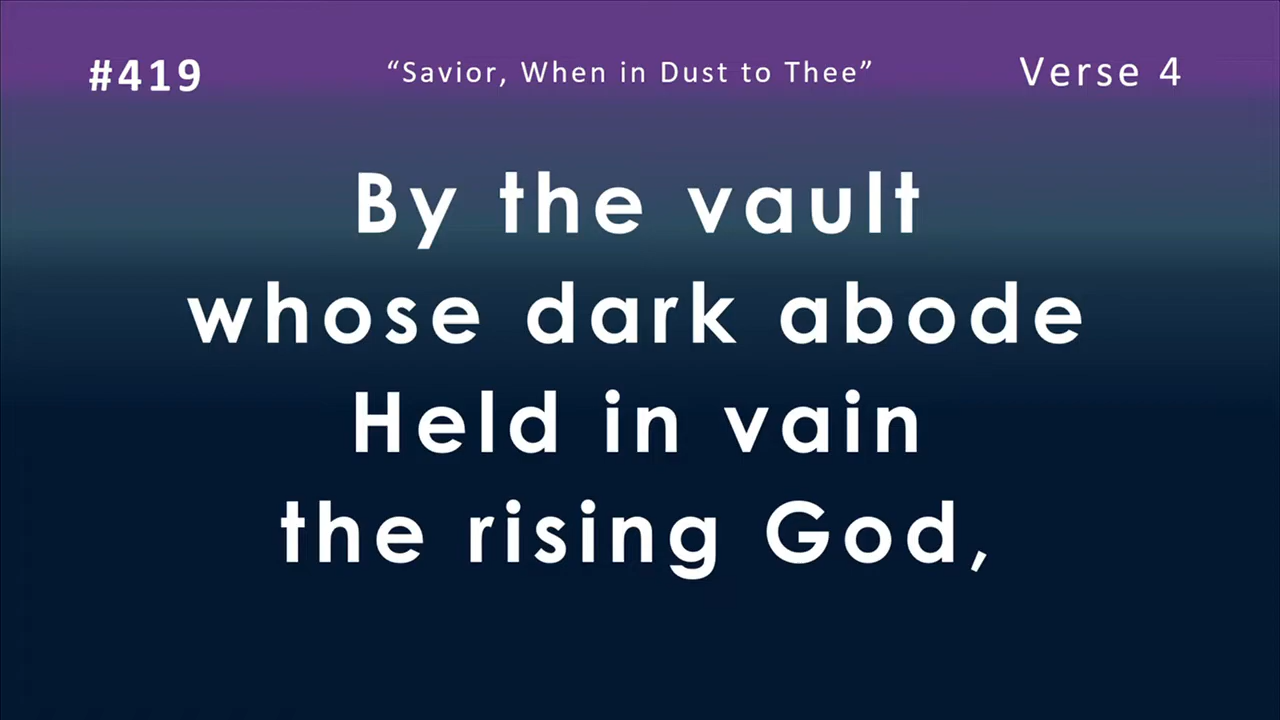 #419 “Savior, When in Dust to Thee” Verse 4
By the vault
whose dark abode
Held in vain
the rising God,